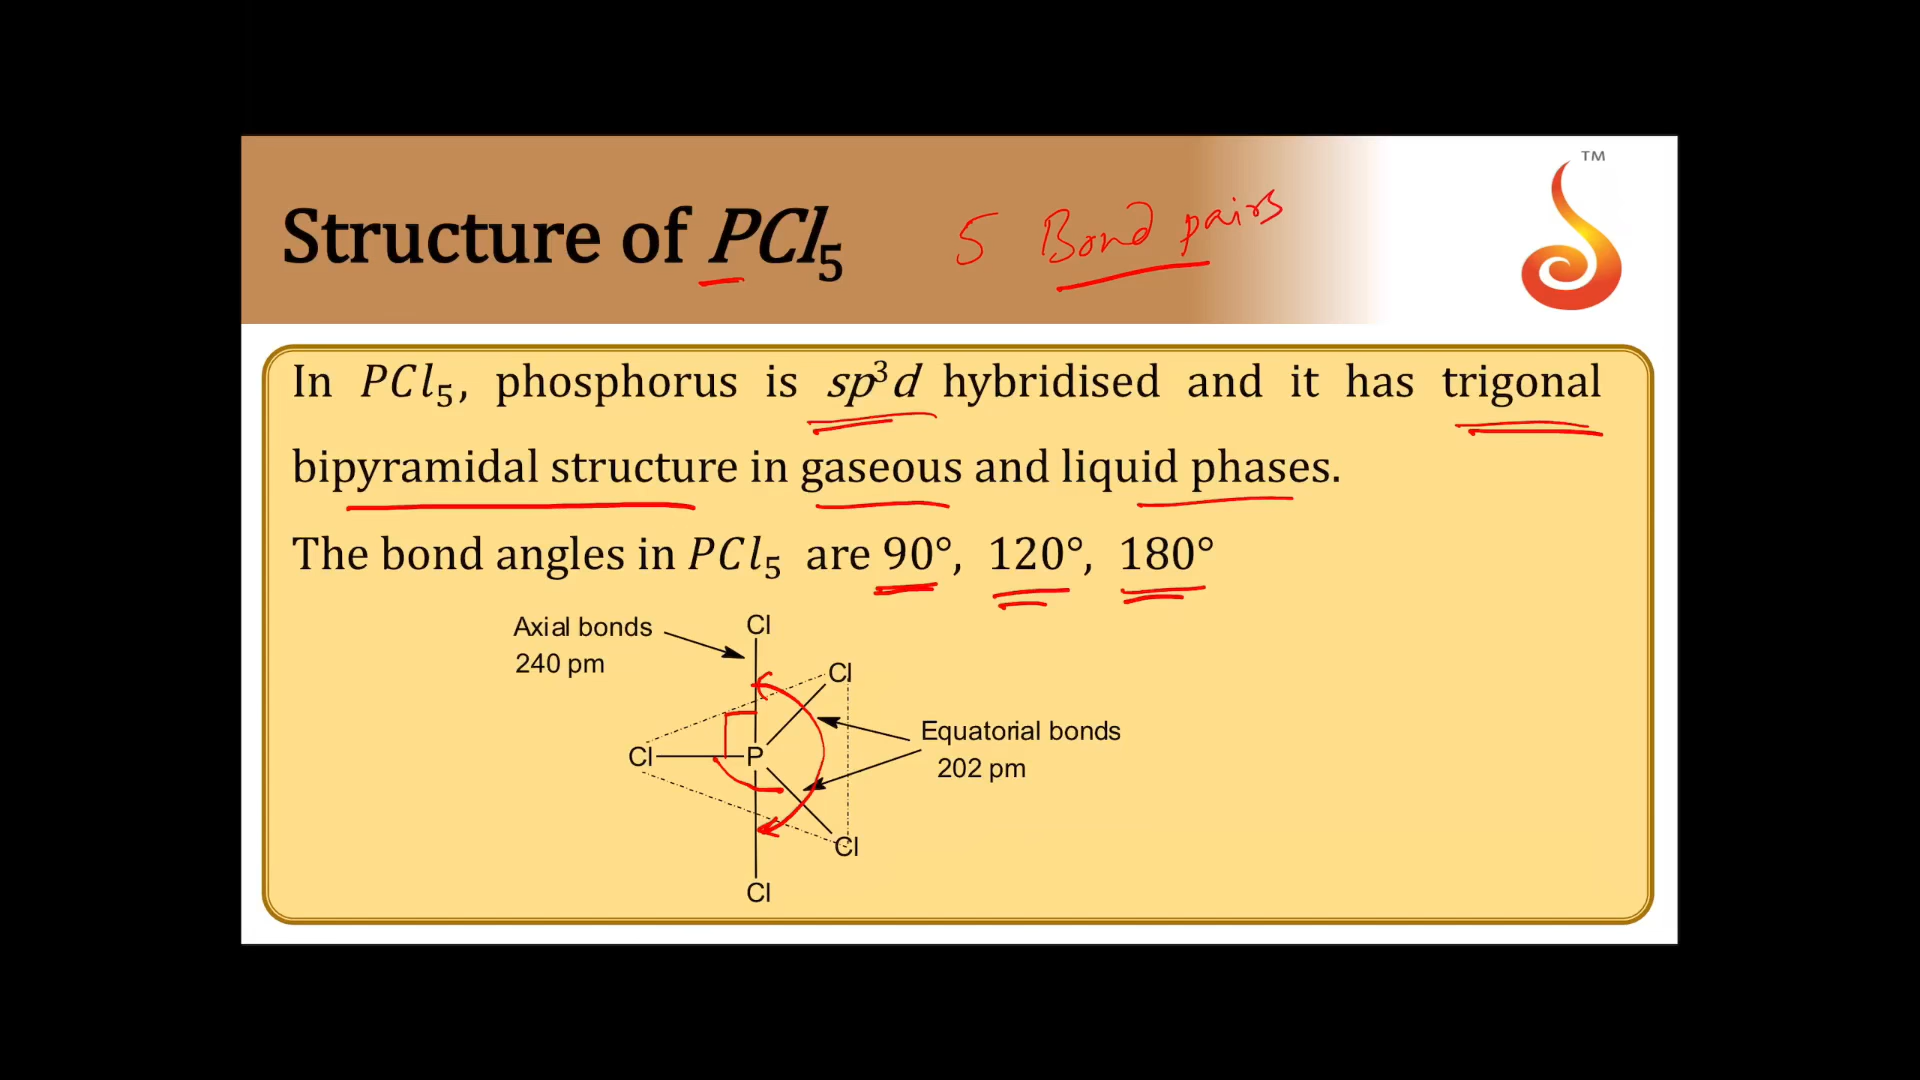 TM
Structure of PCl₅ 5 Bond pairs
In PCl₅, phosphorus is sp³d hybridised and it has trigonal
bipyramidal structure in gaseous and liquid phases.
The bond angles in PCl₅ are 90°, 120°, 180°
Axial bonds
240 pm
Cl
Cl
Equatorial bonds
202 pm
Cl
P
Cl
Cl